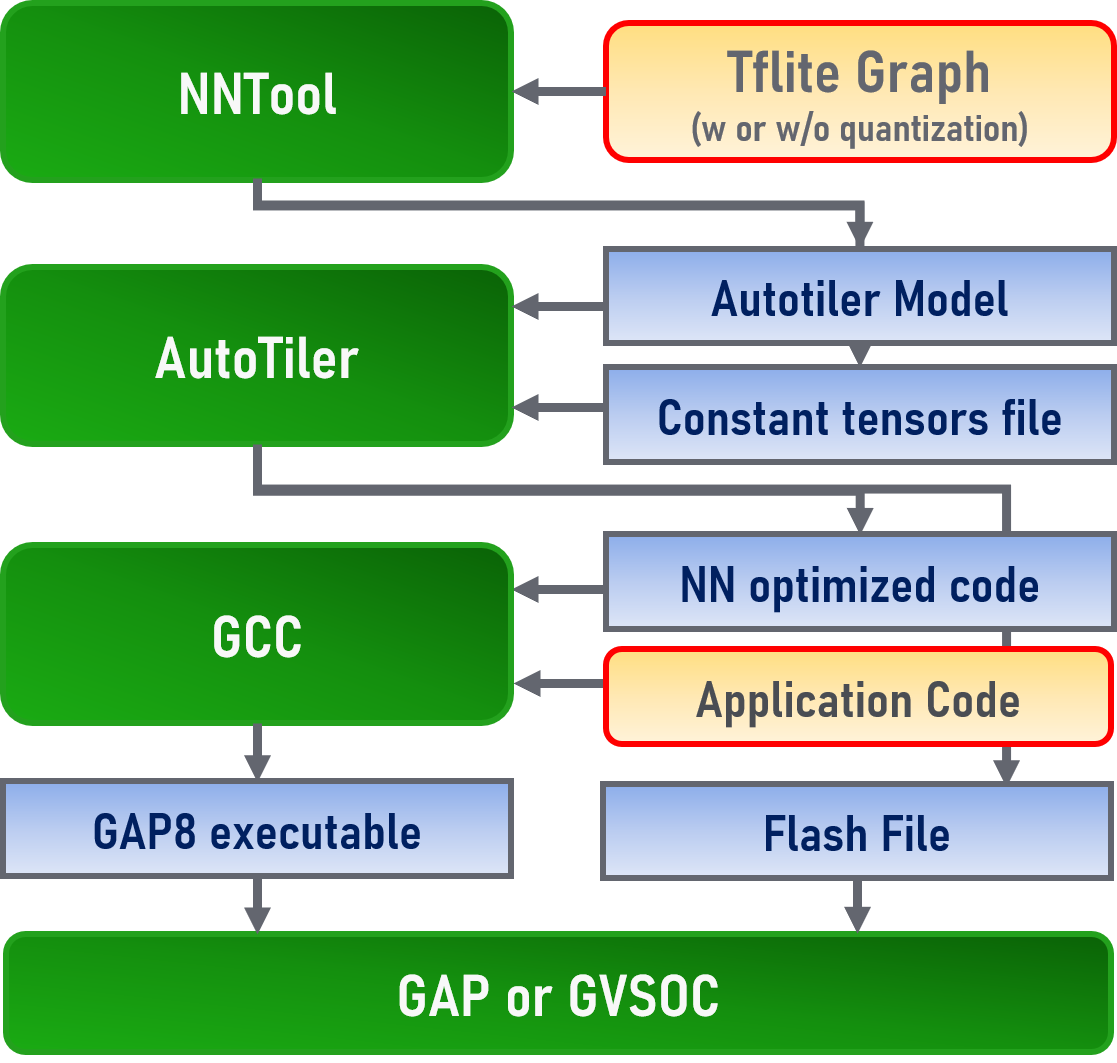 NNTool
Tflite Graph
(w or w/o quantization)
Autotiler Model
AutoTiler
Constant tensors file
NN optimized code
GCC
Application Code
GAP8 executable
Flash File
GAP or GVSOC